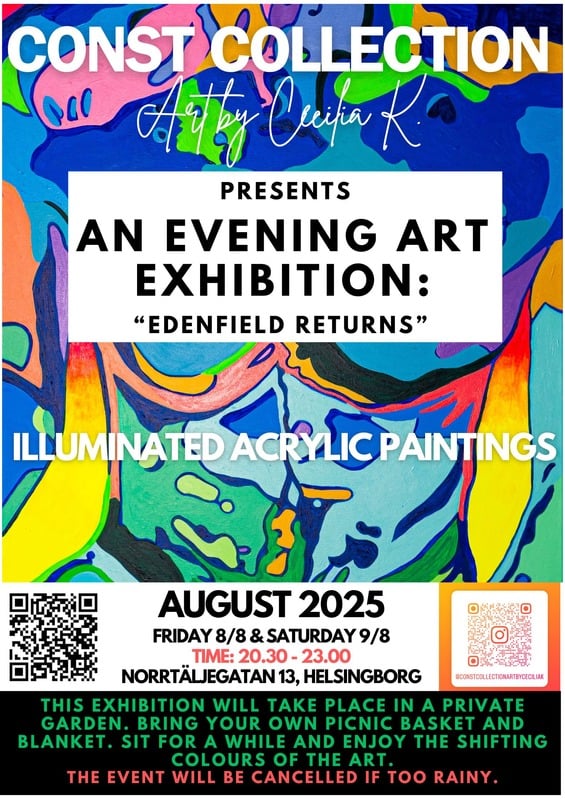 CONST COLLECTION
Art by Cecilia K.
PRESENTS
AN EVENING ART
EXHIBITION:
“EDENFIELD RETURNS”
ILLUMINATED ACRYLIC PAINTINGS
AUGUST 2025
FRIDAY 8/8 & SATURDAY 9/8
TIME: 20.30 - 23.00
NORRTÄLJEGATAN 13, HELSINGBORG
@CONSTCOLLECTIONARTBYCECILIAK
THIS EXHIBITION WILL TAKE PLACE IN A PRIVATE
GARDEN. BRING YOUR OWN PICNIC BASKET AND
BLANKET. SIT FOR A WHILE AND ENJOY THE SHIFTING
COLOURS OF THE ART.
THE EVENT WILL BE CANCELLED IF TOO RAINY.